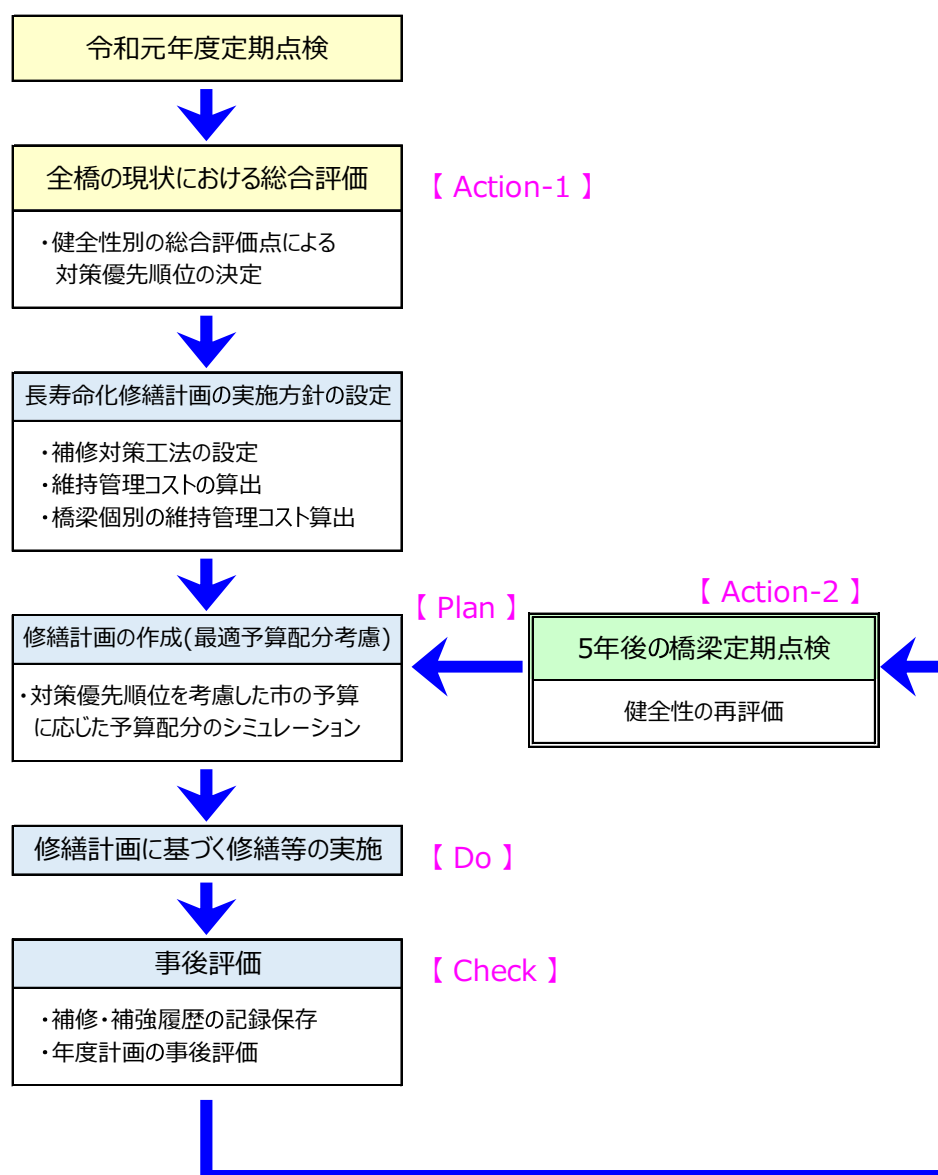 令和元年度定期点検
全橋の現状における総合評価
【 Action-1 】
・健全性別の総合評価点による
対策優先順位の決定
長寿命化修繕計画の実施方針の設定
・補修対策工法の設定
・維持管理コストの算出
・橋梁個別の維持管理コスト算出
【 Plan 】
修繕計画の作成(最適予算配分考慮)
・対策優先順位を考慮した市の予算
に応じた予算配分のシミュレーション
【 Action-2 】
5年後の橋梁定期点検
健全性の再評価
修繕計画に基づく修繕等の実施
【 Do 】
事後評価
【 Check 】
・補修・補強履歴の記録保存
・年度計画の事後評価